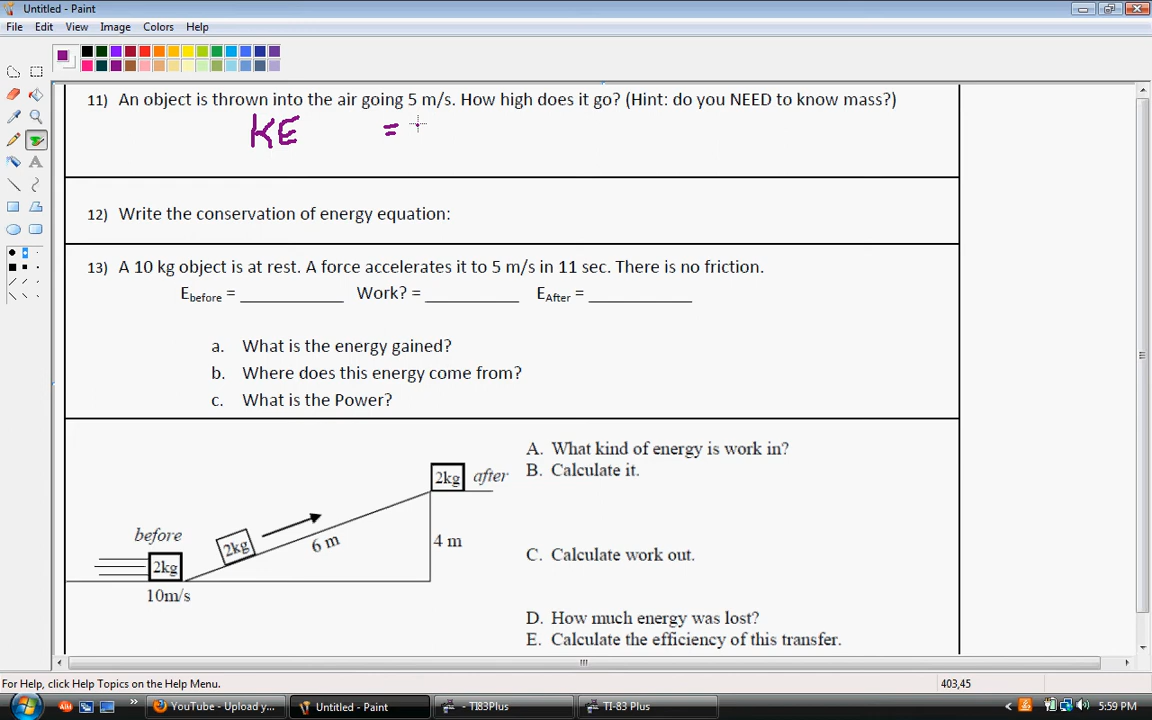 Untitled - Paint
File Edit View Image Colors Help
11) An object is thrown into the air going 5 m/s. How high does it go? (Hint: do you NEED to know mass?)
KE =
12) Write the conservation of energy equation:
13) A 10 kg object is at rest. A force accelerates it to 5 m/s in 11 sec. There is no friction.
Ebefore = ____________ Work? = ___________ EAfter = ____________
a. What is the energy gained?
b. Where does this energy come from?
c. What is the Power?
A. What kind of energy is work in?
2kg after
B. Calculate it.
before
2kg
6 m
4 m
C. Calculate work out.
2kg
10m/s
D. How much energy was lost?
E. Calculate the efficiency of this transfer.
For Help, click Help Topics on the Help Menu.
403,45
YouTube - Upload y...
Untitled - Paint
- TI83Plus
TI-83 Plus
5:59 PM